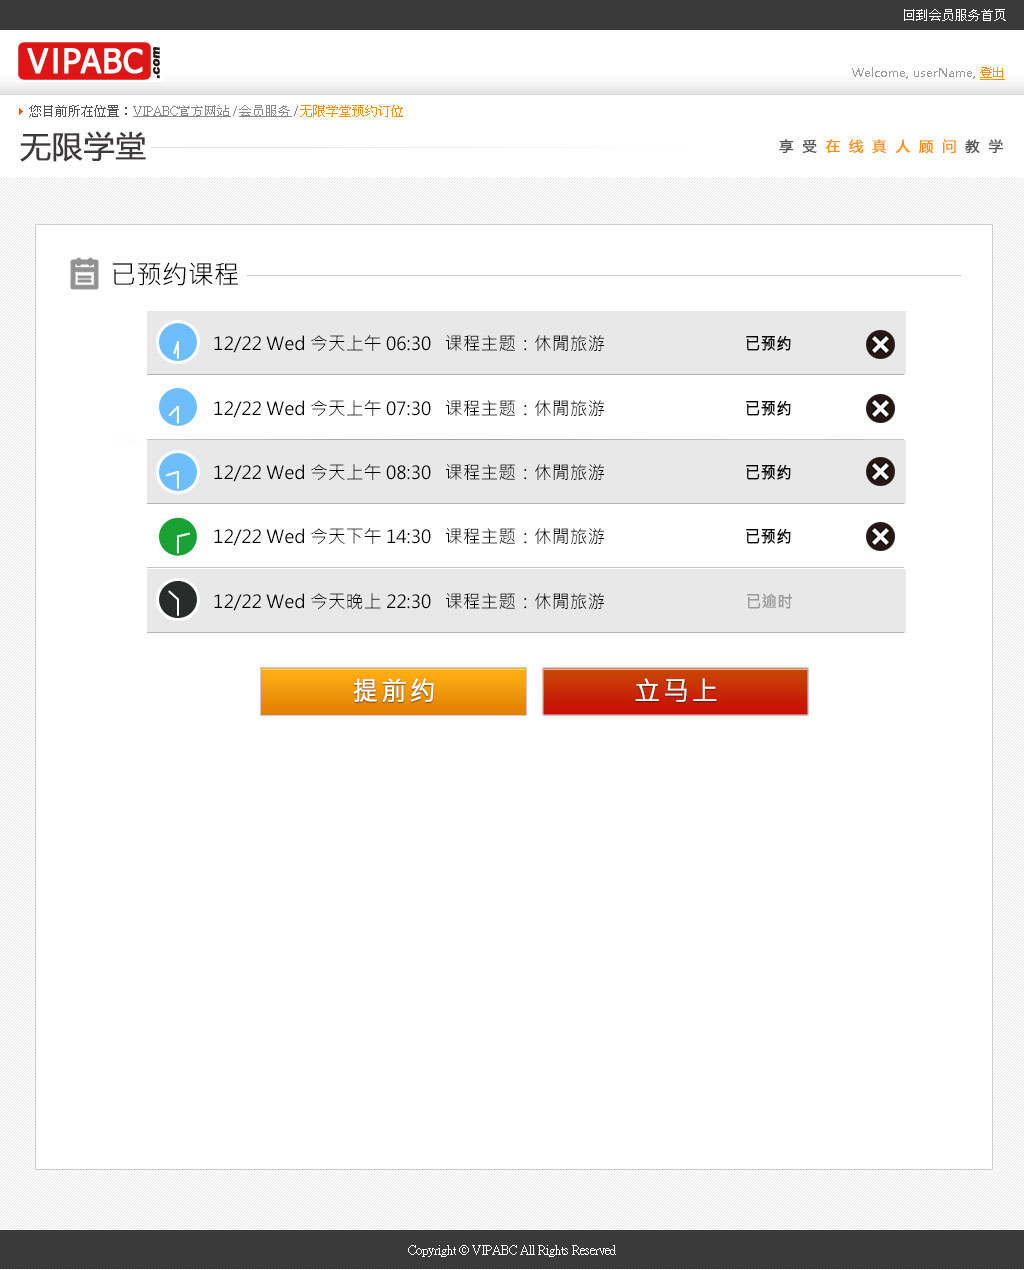 回到会员服务首页
VIPABC.com
Welcome, userName, 登出
您目前所在位置：VIPABC官方网站 / 会员服务 / 无限学堂预约订位
无限学堂
享受在线真人顾问教学
已预约课程
12/22 Wed 今天上午 06:30 课程主题：休閒旅游 已预约
12/22 Wed 今天上午 07:30 课程主题：休閒旅游 已预约
12/22 Wed 今天上午 08:30 课程主题：休閒旅游 已预约
12/22 Wed 今天下午 14:30 课程主题：休閒旅游 已预约
12/22 Wed 今天晚上 22:30 课程主题：休閒旅游 已逾时
提前约 立马上
Copyright © VIPABC All Rights Reserved